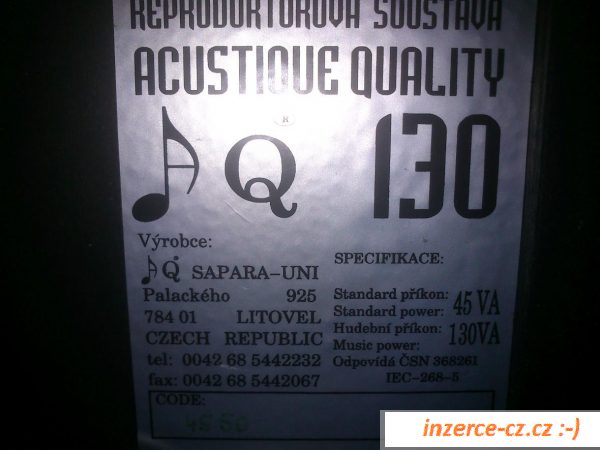 REPRODUKTOROVÁ SOUSTAVA
ACUSTIQUE QUALITY
AQ ® 130
Výrobce:
AQ SAPARA-UNI
Palackého 925
784 01 LITOVEL
CZECH REPUBLIC
tel: 0042 68 5442232
fax: 0042 68 5442067
SPECIFIKACE:
Standard příkon: 45 VA
Standard power:
Hudební příkon: 130VA
Music power:
Odpovídá ČSN 368261
IEC-268-5
CODE:
inzerce-cz.cz :-)